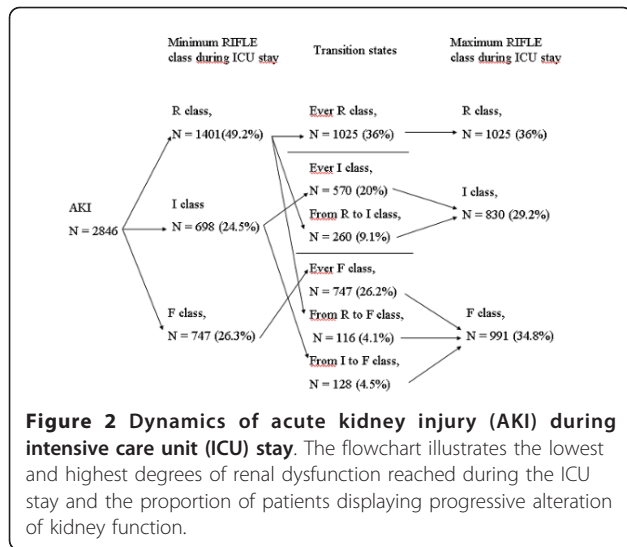 Minimum RIFLE class during ICU stay
Transition states
Maximum RIFLE class during ICU stay
AKI
N = 2846
R class,
N = 1401(49.2%)
I class
N = 698 (24.5%)
F class,
N = 747 (26.3%)
Ever R class,
N = 1025 (36%)
Ever I class,
N = 570 (20%)
From R to I class,
N = 260 (9.1%)
Ever F class,
N = 747 (26.2%)
From R to F class,
N = 116 (4.1%)
From I to F class,
N = 128 (4.5%)
R class,
N = 1025 (36%)
I class,
N = 830 (29.2%)
F class,
N = 991 (34.8%)
Figure 2 Dynamics of acute kidney injury (AKI) during
intensive care unit (ICU) stay. The flowchart illustrates the lowest
and highest degrees of renal dysfunction reached during the ICU
stay and the proportion of patients displaying progressive alteration
of kidney function.